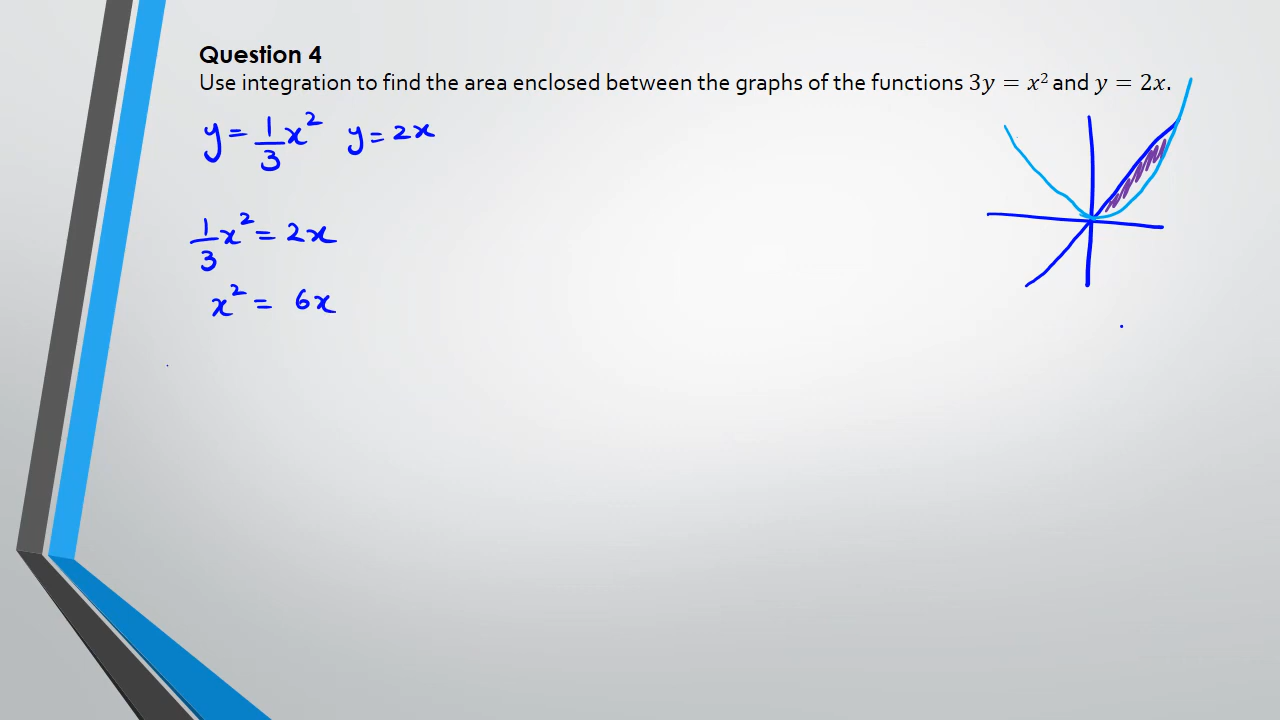 Question 4
Use integration to find the area enclosed between the graphs of the functions 3y = x² and y = 2x.
y = 1/3 x² y = 2x
1/3 x² = 2x
x² = 6x